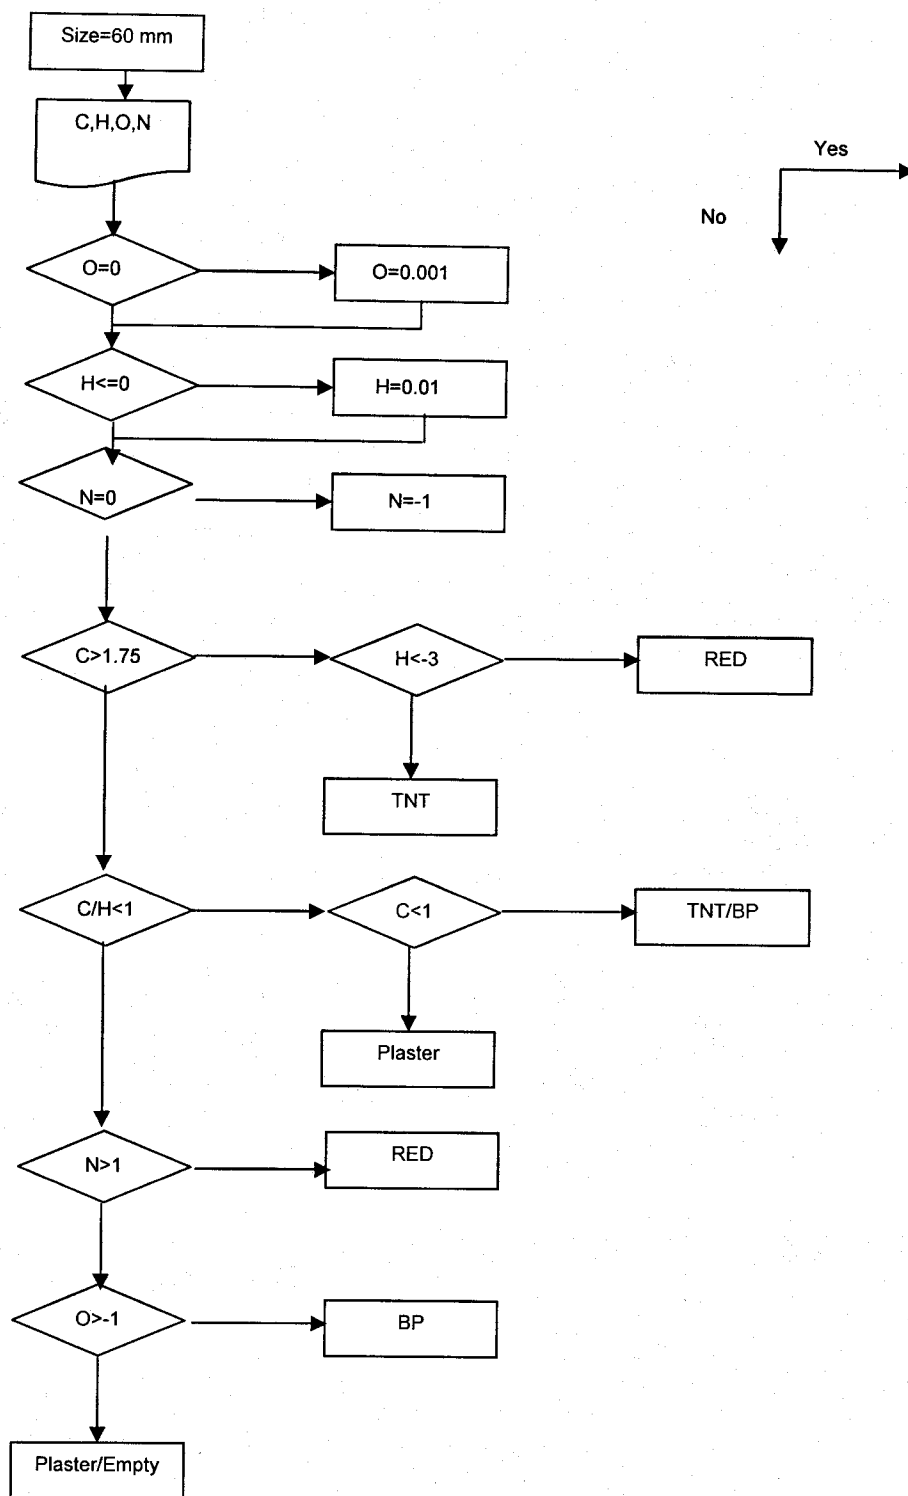 Size=60 mm
C,H,O,N
Yes
No
O=0
O=0.001
H<=0
H=0.01
N=0
N=-1
C>1.75
H<-3
RED
TNT
C/H<1
C<1
TNT/BP
Plaster
N>1
RED
O>-1
BP
Plaster/Empty